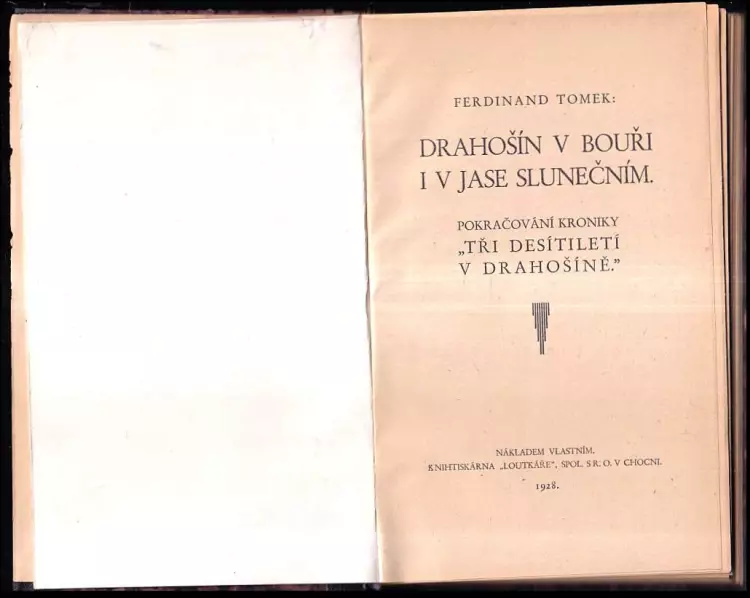 FERDINAND TOMEK:
DRAHOŠÍN V BOUŘI
I V JASE SLUNEČNÍM.
POKRAČOVÁNÍ KRONIKY
„TŘI DESÍTILETÍ
V DRAHOŠÍNĚ.”
NÁKLADEM VLASTNÍM.
KNIHTISKÁRNA „LOUTKÁŘE”, SPOL. S R. O. V CHOCNI.
1928.